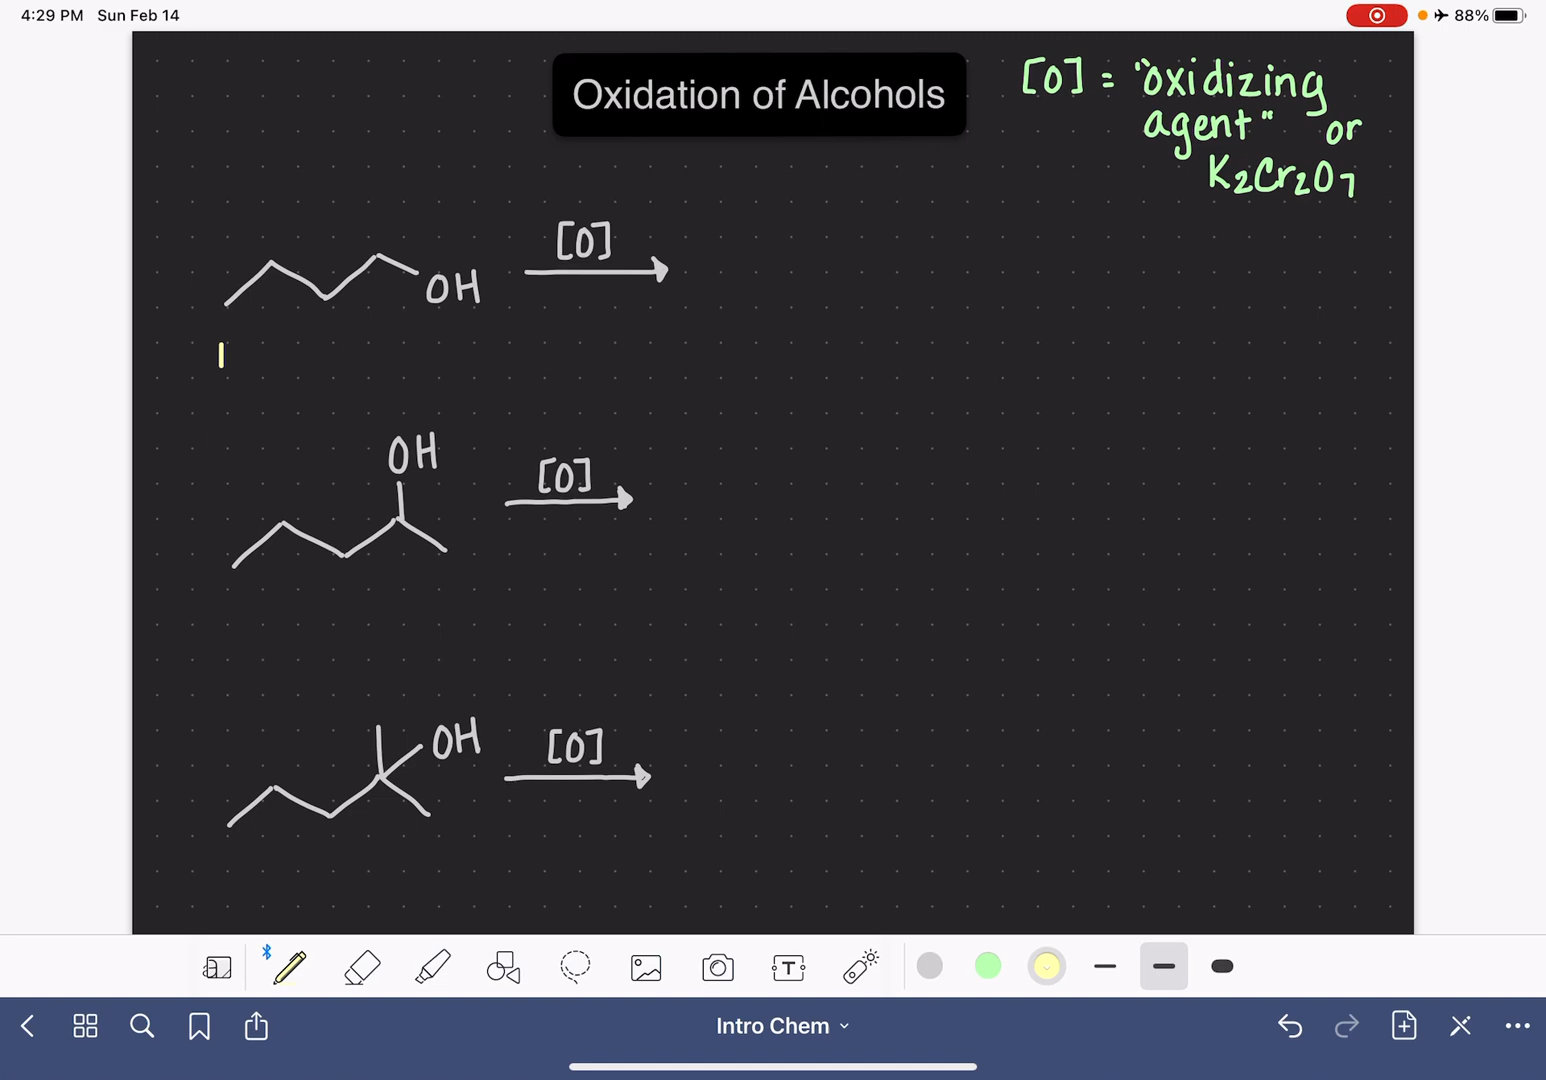 4:29 PM Sun Feb 14
88%
Oxidation of Alcohols
[O] = "oxidizing
agent" or
K₂Cr₂O₇
[O]
OH
OH
[O]
OH
[O]
Intro Chem